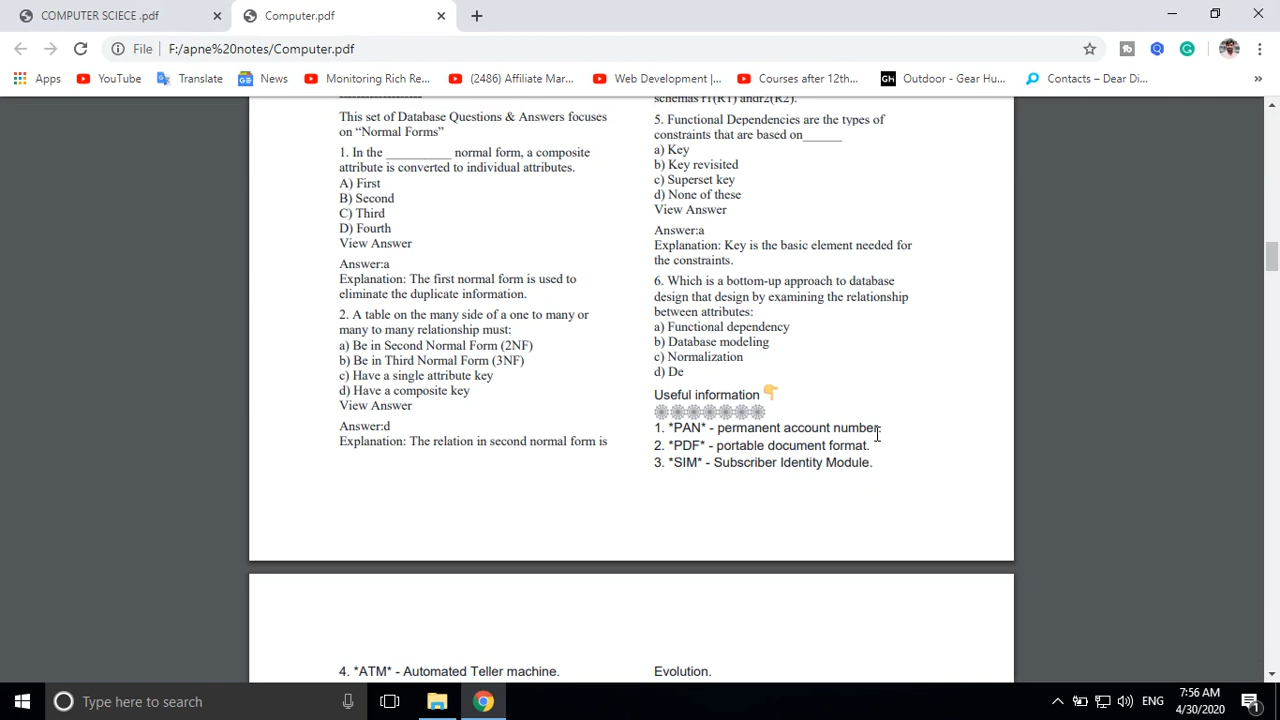 COMPUTER SCIECE .pdf
Computer.pdf
File
F:/apne%20notes/Computer.pdf
Apps
YouTube
Translate
News
Monitoring Rich Re...
(2486) Affiliate Mar...
Web Development |...
Courses after 12th...
Outdoor - Gear Hu...
Contacts – Dear Di...
This set of Database Questions & Answers focuses
on “Normal Forms”
1. In the __________ normal form, a composite
attribute is converted to individual attributes.
A) First
B) Second
C) Third
D) Fourth
View Answer
Answer:a
Explanation: The first normal form is used to
eliminate the duplicate information.
2. A table on the many side of a one to many or
many to many relationship must:
a) Be in Second Normal Form (2NF)
b) Be in Third Normal Form (3NF)
c) Have a single attribute key
d) Have a composite key
View Answer
Answer:d
Explanation: The relation in second normal form is
schemas r1(R1) andr2(R2).
5. Functional Dependencies are the types of
constraints that are based on______
a) Key
b) Key revisited
c) Superset key
d) None of these
View Answer
Answer:a
Explanation: Key is the basic element needed for
the constraints.
6. Which is a bottom-up approach to database
design that design by examining the relationship
between attributes:
a) Functional dependency
b) Database modeling
c) Normalization
d) De
Useful information
1. *PAN* - permanent account number.
2. *PDF* - portable document format.
3. *SIM* - Subscriber Identity Module.
4. *ATM* - Automated Teller machine.
Evolution.
Type here to search
ENG
7:56 AM
4/30/2020